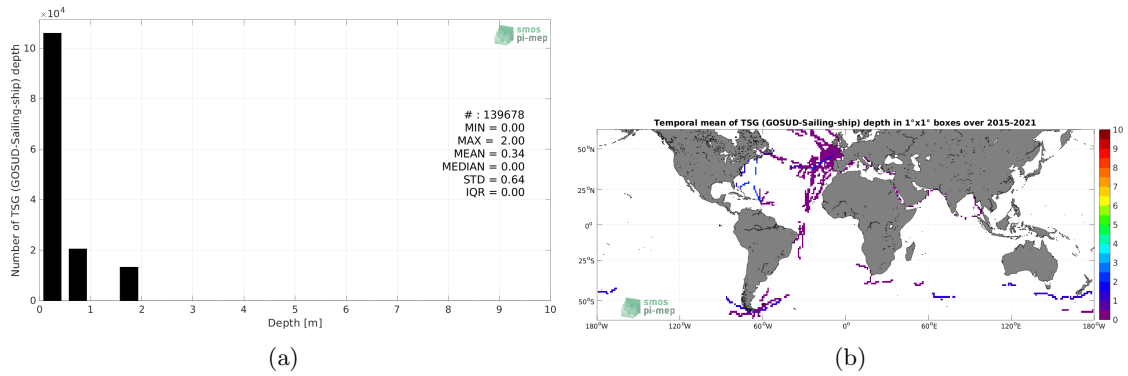 ×10⁴
10
8
6
4
2
0
Number of TSG (GOSUD-Sailing-ship) depth
smos
pi-mep
# : 139678
MIN = 0.00
MAX = 2.00
MEAN = 0.34
MEDIAN = 0.00
STD = 0.64
IQR = 0.00
0 1 2 3 4 5 6 7 8 9 10
Depth [m]
(a)
Temporal mean of TSG (GOSUD-Sailing-ship) depth in 1°x1° boxes over 2015-2021
50°N
25°N
0°
25°S
50°S
180°W 120°W 60°W 0° 60°E 120°E 180°W
smos
pi-mep
10
9
8
7
6
5
4
3
2
1
0
(b)